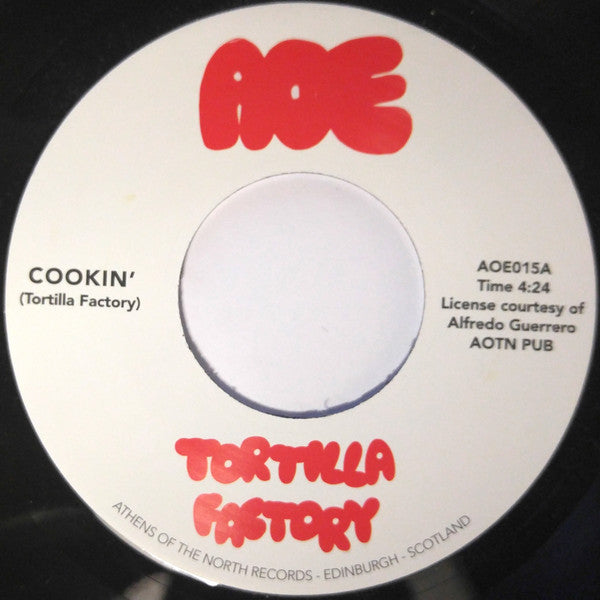 AOE
COOKIN'
(Tortilla Factory)
AOE015A
Time 4:24
License courtesy of
Alfredo Guerrero
AOTN PUB
TORTILLA
FACTORY
ATHENS OF THE NORTH RECORDS - EDINBURGH - SCOTLAND